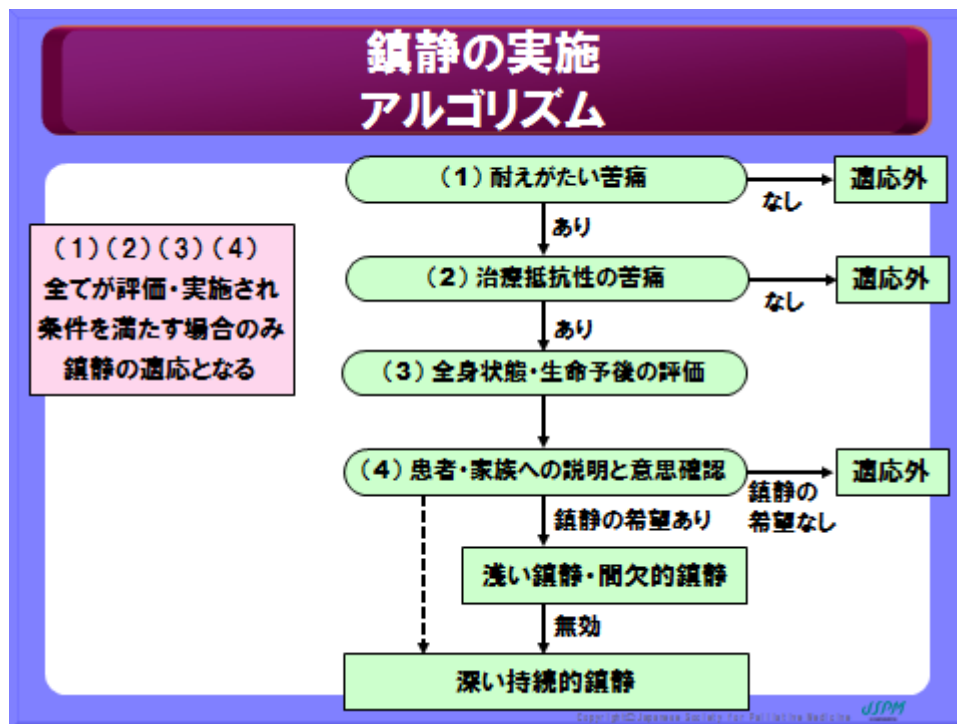 鎮静の実施
アルゴリズム
(1)耐えがたい苦痛
なし
適応外
あり
(1)(2)(3)(4)
全てが評価・実施され
条件を満たす場合のみ
鎮静の適応となる
(2)治療抵抗性の苦痛
なし
適応外
あり
(3)全身状態・生命予後の評価
(4)患者・家族への説明と意思確認
適応外
鎮静の
希望なし
鎮静の希望あり
浅い鎮静・間欠的鎮静
無効
深い持続的鎮静
Copyright(C)Japanese Society for Palliative Medicine
JSPM